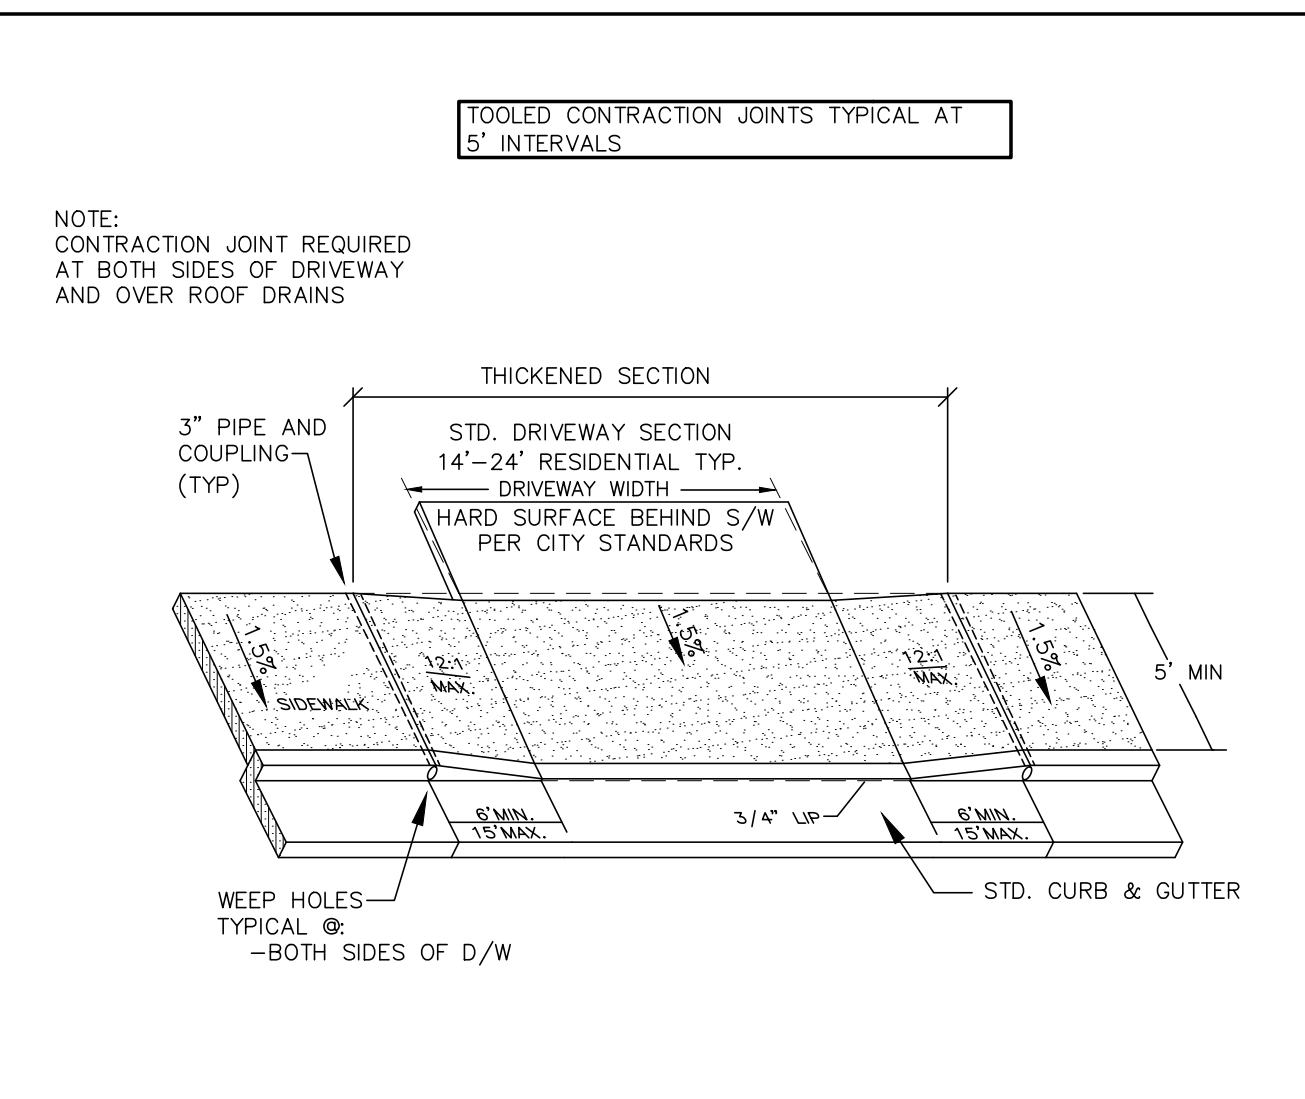 TOOLED CONTRACTION JOINTS TYPICAL AT
5' INTERVALS
NOTE:
CONTRACTION JOINT REQUIRED
AT BOTH SIDES OF DRIVEWAY
AND OVER ROOF DRAINS
THICKENED SECTION
3" PIPE AND
COUPLING
(TYP)
STD. DRIVEWAY SECTION
14'-24' RESIDENTIAL TYP.
DRIVEWAY WIDTH
HARD SURFACE BEHIND S/W
PER CITY STANDARDS
1.5%
1.5%
1.5%
12:1
MAX.
12:1
MAX.
5' MIN
SIDEWALK
6'MIN.
15'MAX.
3/4" LIP
6'MIN.
15'MAX.
STD. CURB & GUTTER
WEEP HOLES
TYPICAL @:
-BOTH SIDES OF D/W